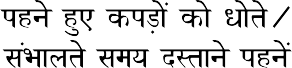 पहने हुए कपड़ों को धोते/
संभालते समय दस्ताने पहनें